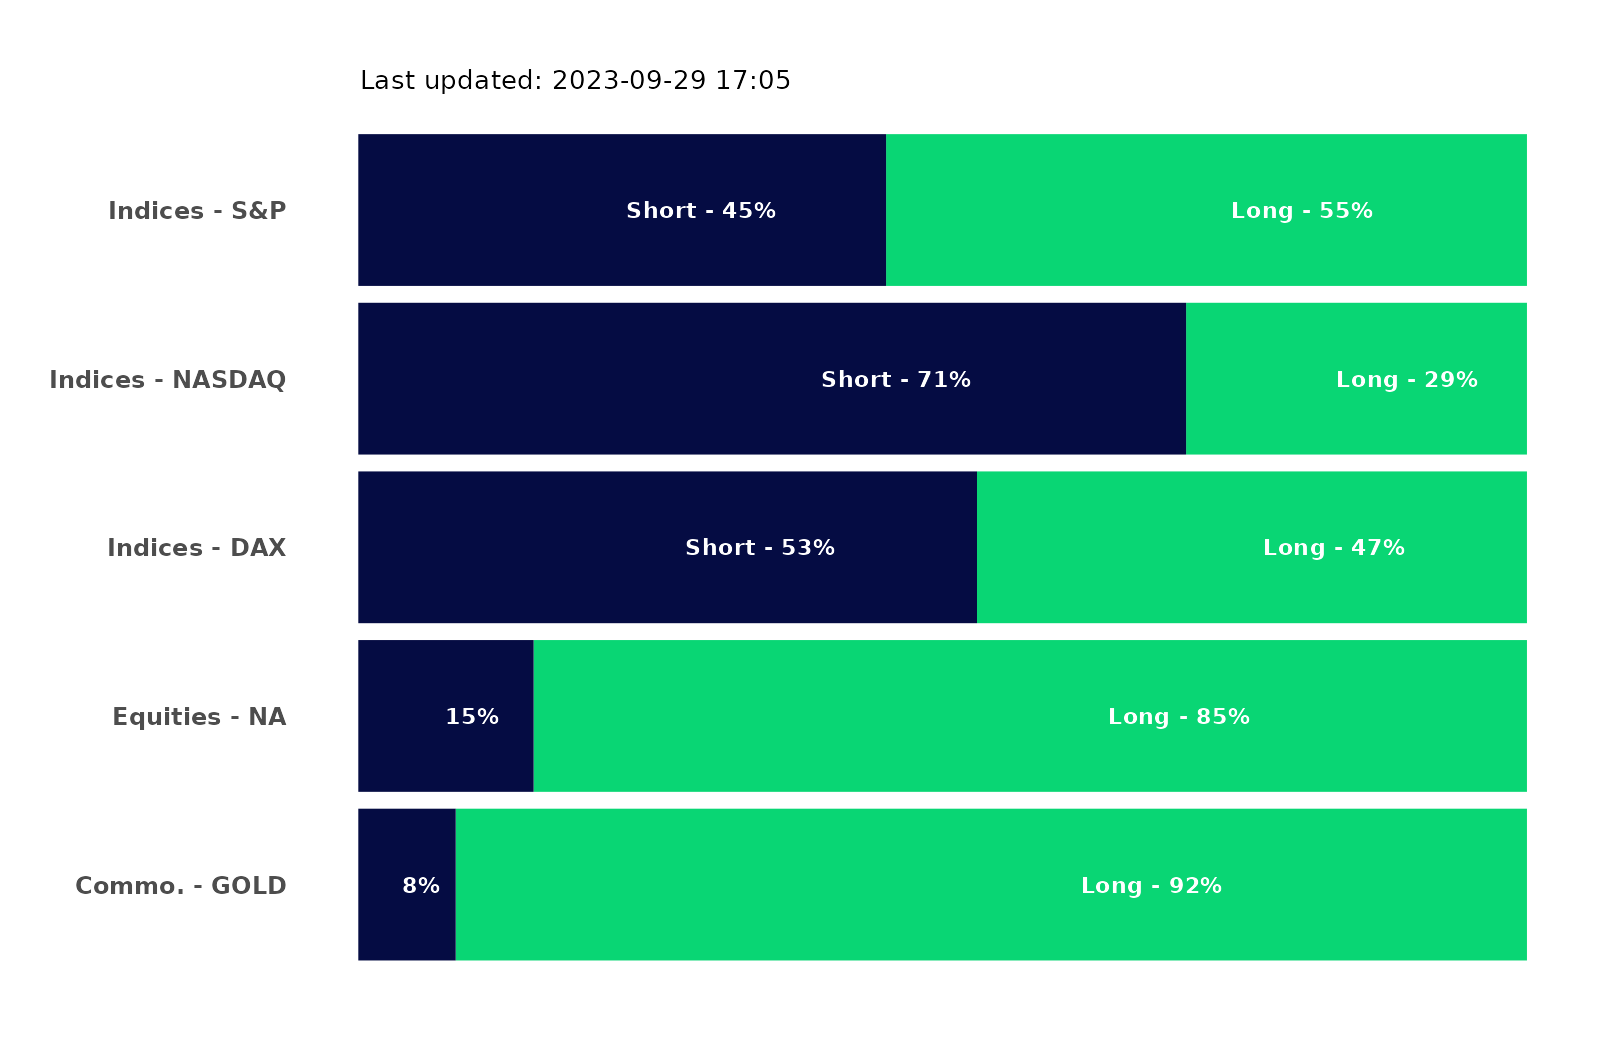 Last updated: 2023-09-29 17:05
Indices - S&P Short - 45% Long - 55%
Indices - NASDAQ Short - 71% Long - 29%
Indices - DAX Short - 53% Long - 47%
Equities - NA 15% Long - 85%
Commo. - GOLD 8% Long - 92%